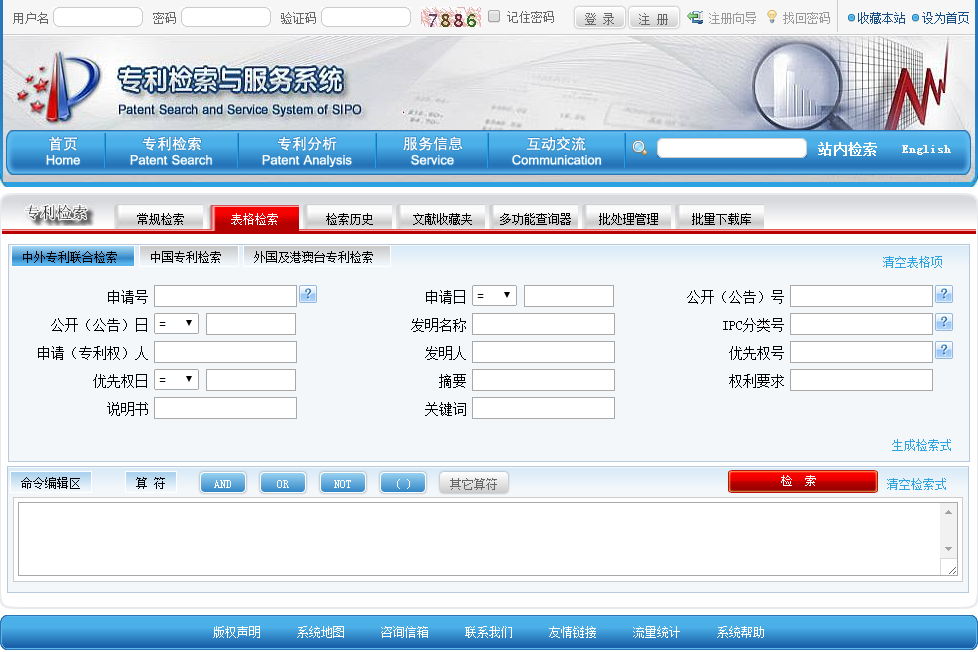 用户名 密码 验证码 7886 记住密码 登 录 注 册 注册向导 找回密码 收藏本站 设为首页
专利检索与服务系统
Patent Search and Service System of SIPO
首页 专利检索 专利分析 服务信息 互动交流
Home Patent Search Patent Analysis Service Communication
站内检索 English
专利检索 常规检索 表格检索 检索历史 文献收藏夹 多功能查询器 批处理管理 批量下载库
中外专利联合检索 中国专利检索 外国及港澳台专利检索
清空表格项
申请号 ? 申请日 = 公开（公告）号 ?
公开（公告）日 = 发明名称 IPC分类号 ?
申请（专利权）人 发明人 优先权号 ?
优先权日 = 摘要 权利要求
说明书 关键词
生成检索式
命令编辑区 算 符 AND OR NOT ( ) 其它算符 检 索 清空检索式
版权声明 系统地图 咨询信箱 联系我们 友情链接 流量统计 系统帮助